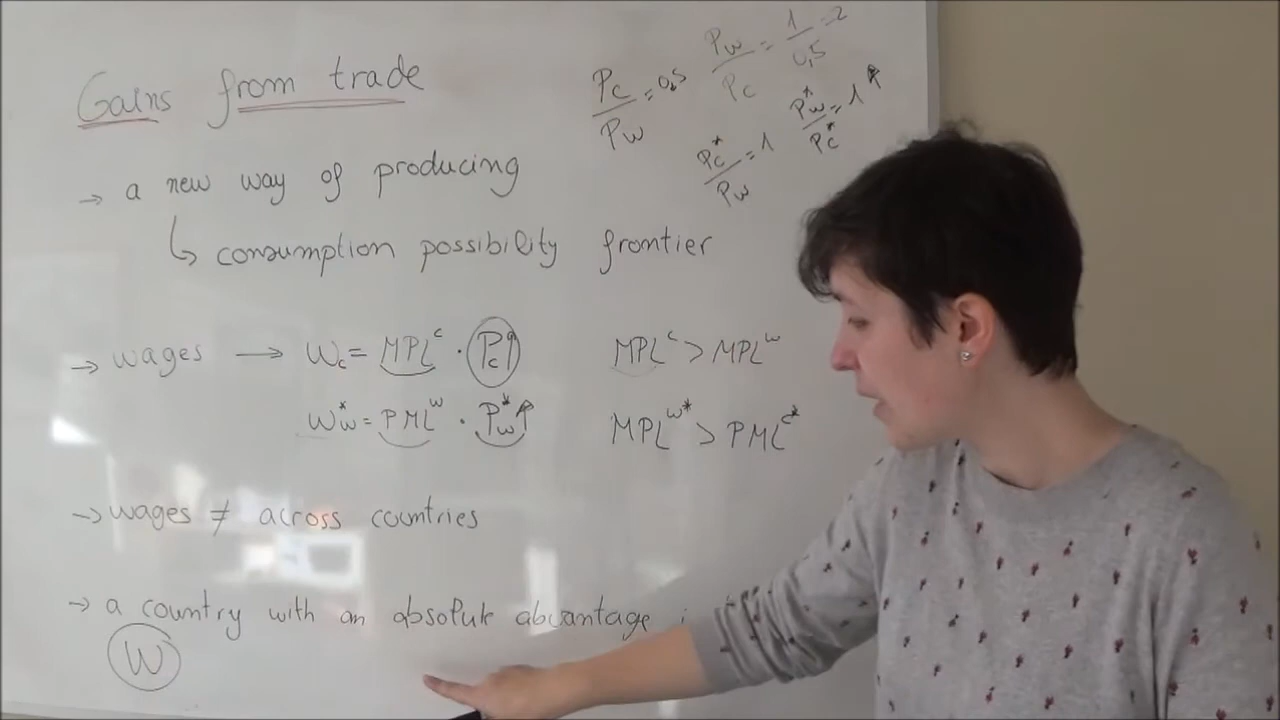 Gains from trade
Pc/Pw = 0,5
Pw/Pc = 1/0,5 = 2
Pc*/Pw = 1
Pw*/Pc* = 1 ↑
→ a new way of producing
↳ consumption possibility frontier
→ wages → Wc = MPL^c · Pc↑ MPL^c > MPL^w
Ww* = PML^w · Pw*↑ MPL^w* > PML^c*
→ wages ≠ across countries
→ a country with an absolute advantage
W